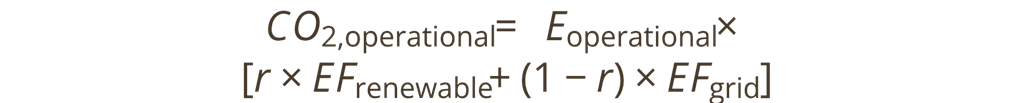 CO2,operational= Eoperational×
[r × EFrenewable+ (1 − r) × EFgrid]